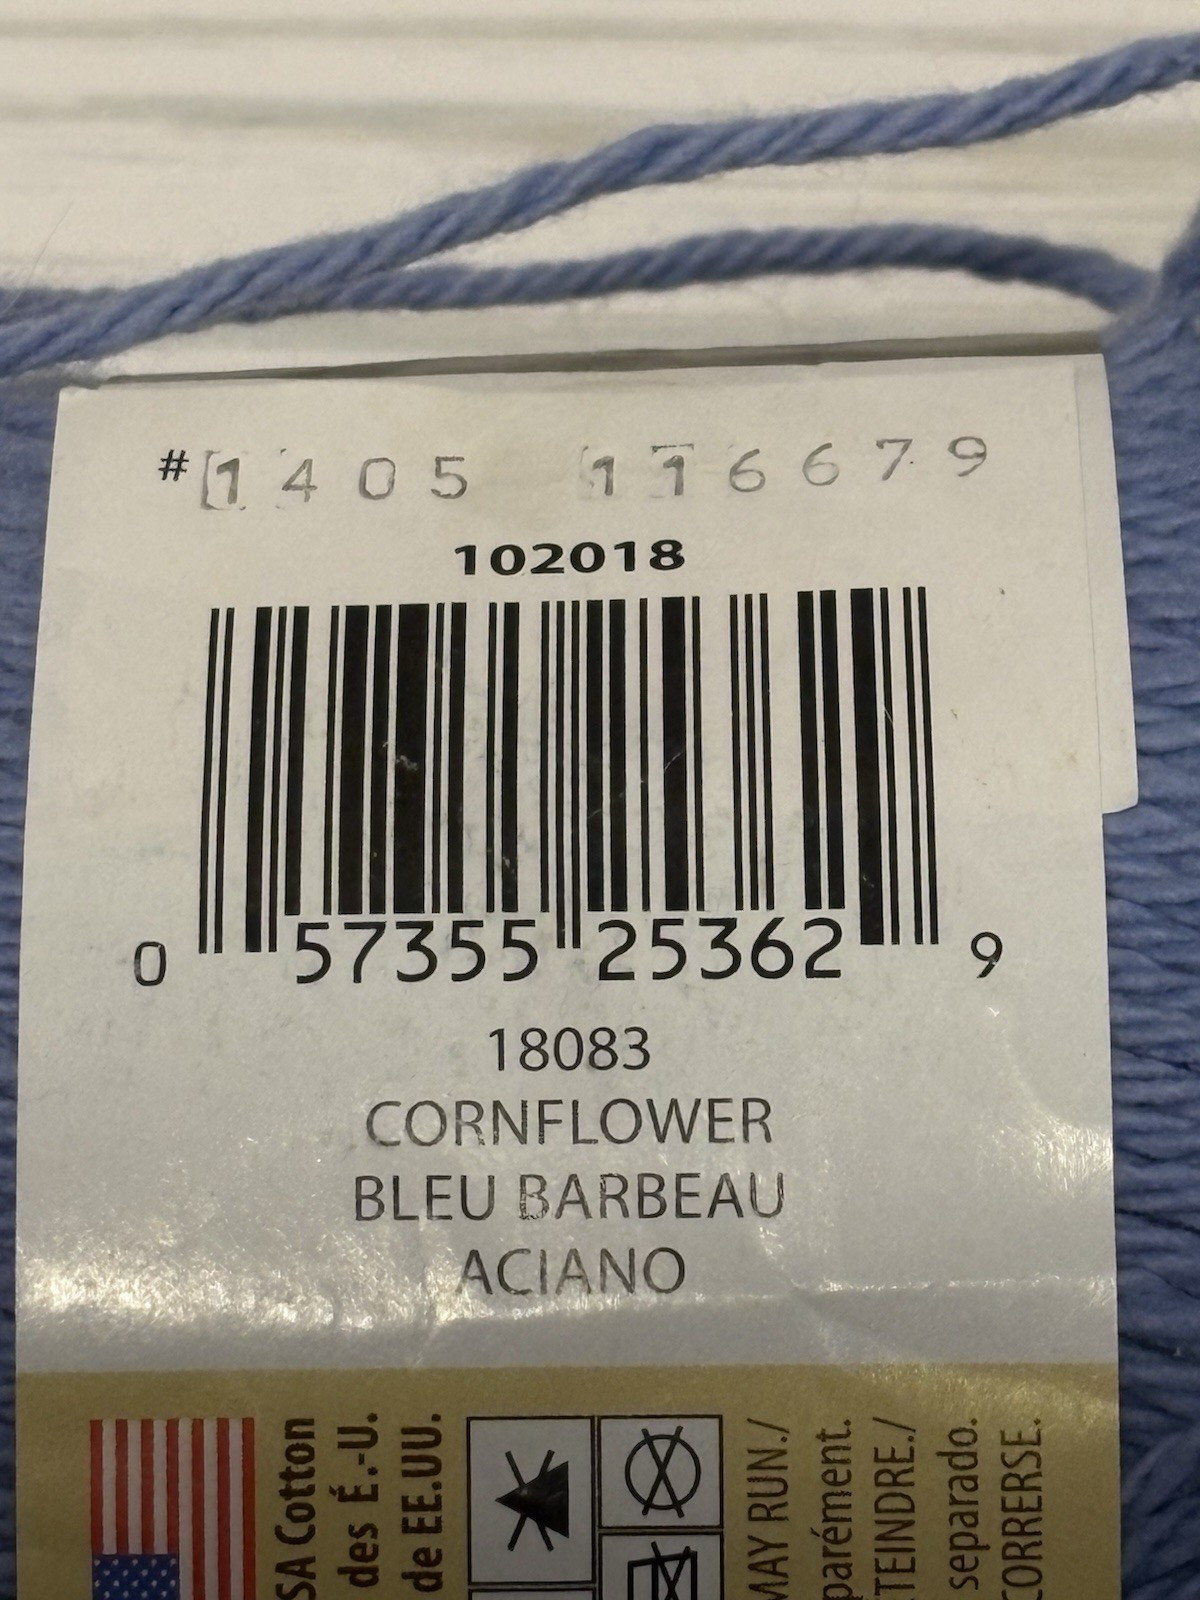 #1405 116679
102018
0 57355 25362 9
18083
CORNFLOWER
BLEU BARBEAU
ACIANO
SA Cotton
des É.-U.
de EE.UU.
MAY RUN./
parément.
TEINDRE./
separado.
CORRERSE.